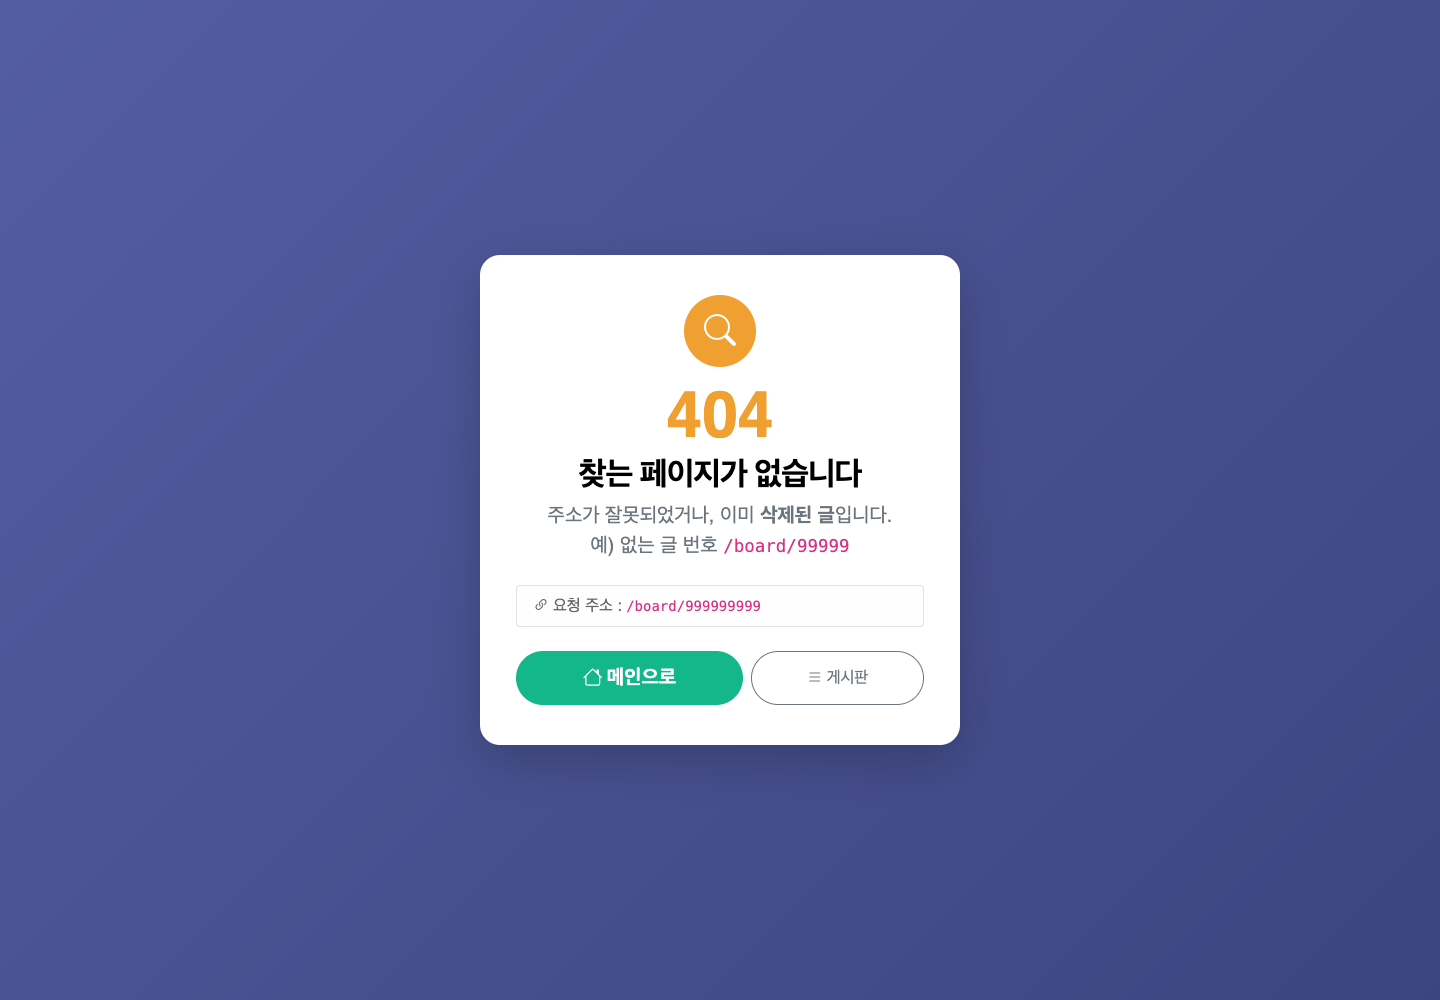 404
찾는 페이지가 없습니다
주소가 잘못되었거나, 이미 삭제된 글입니다.
예) 없는 글 번호 /board/99999
요청 주소 : /board/999999999
메인으로
게시판